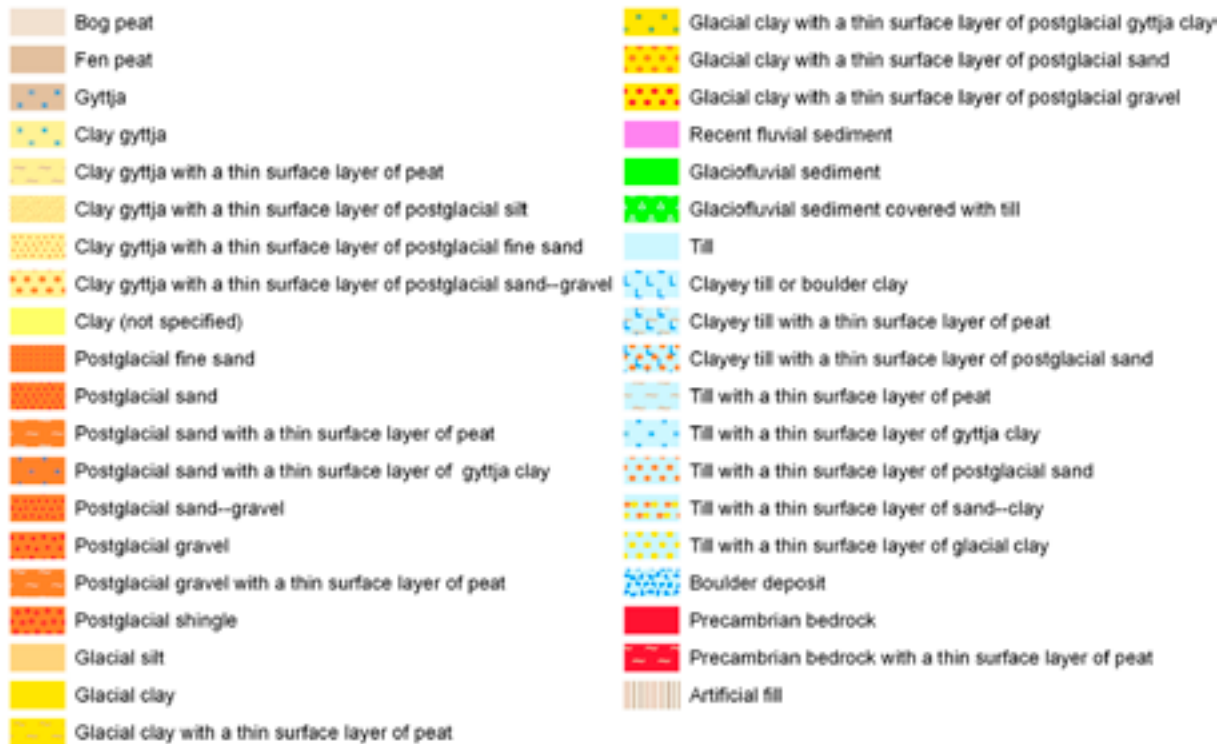 Bog peat
Fen peat
Gyttja
Clay gyttja
Clay gyttja with a thin surface layer of peat
Clay gyttja with a thin surface layer of postglacial silt
Clay gyttja with a thin surface layer of postglacial fine sand
Clay gyttja with a thin surface layer of postglacial sand--gravel
Clay (not specified)
Postglacial fine sand
Postglacial sand
Postglacial sand with a thin surface layer of peat
Postglacial sand with a thin surface layer of gyttja clay
Postglacial sand--gravel
Postglacial gravel
Postglacial gravel with a thin surface layer of peat
Postglacial shingle
Glacial silt
Glacial clay
Glacial clay with a thin surface layer of peat
Glacial clay with a thin surface layer of postglacial gyttja clay
Glacial clay with a thin surface layer of postglacial sand
Glacial clay with a thin surface layer of postglacial gravel
Recent fluvial sediment
Glaciofluvial sediment
Glaciofluvial sediment covered with till
Till
Clayey till or boulder clay
Clayey till with a thin surface layer of peat
Clayey till with a thin surface layer of postglacial sand
Till with a thin surface layer of peat
Till with a thin surface layer of gyttja clay
Till with a thin surface layer of postglacial sand
Till with a thin surface layer of sand--clay
Till with a thin surface layer of glacial clay
Boulder deposit
Precambrian bedrock
Precambrian bedrock with a thin surface layer of peat
Artificial fill